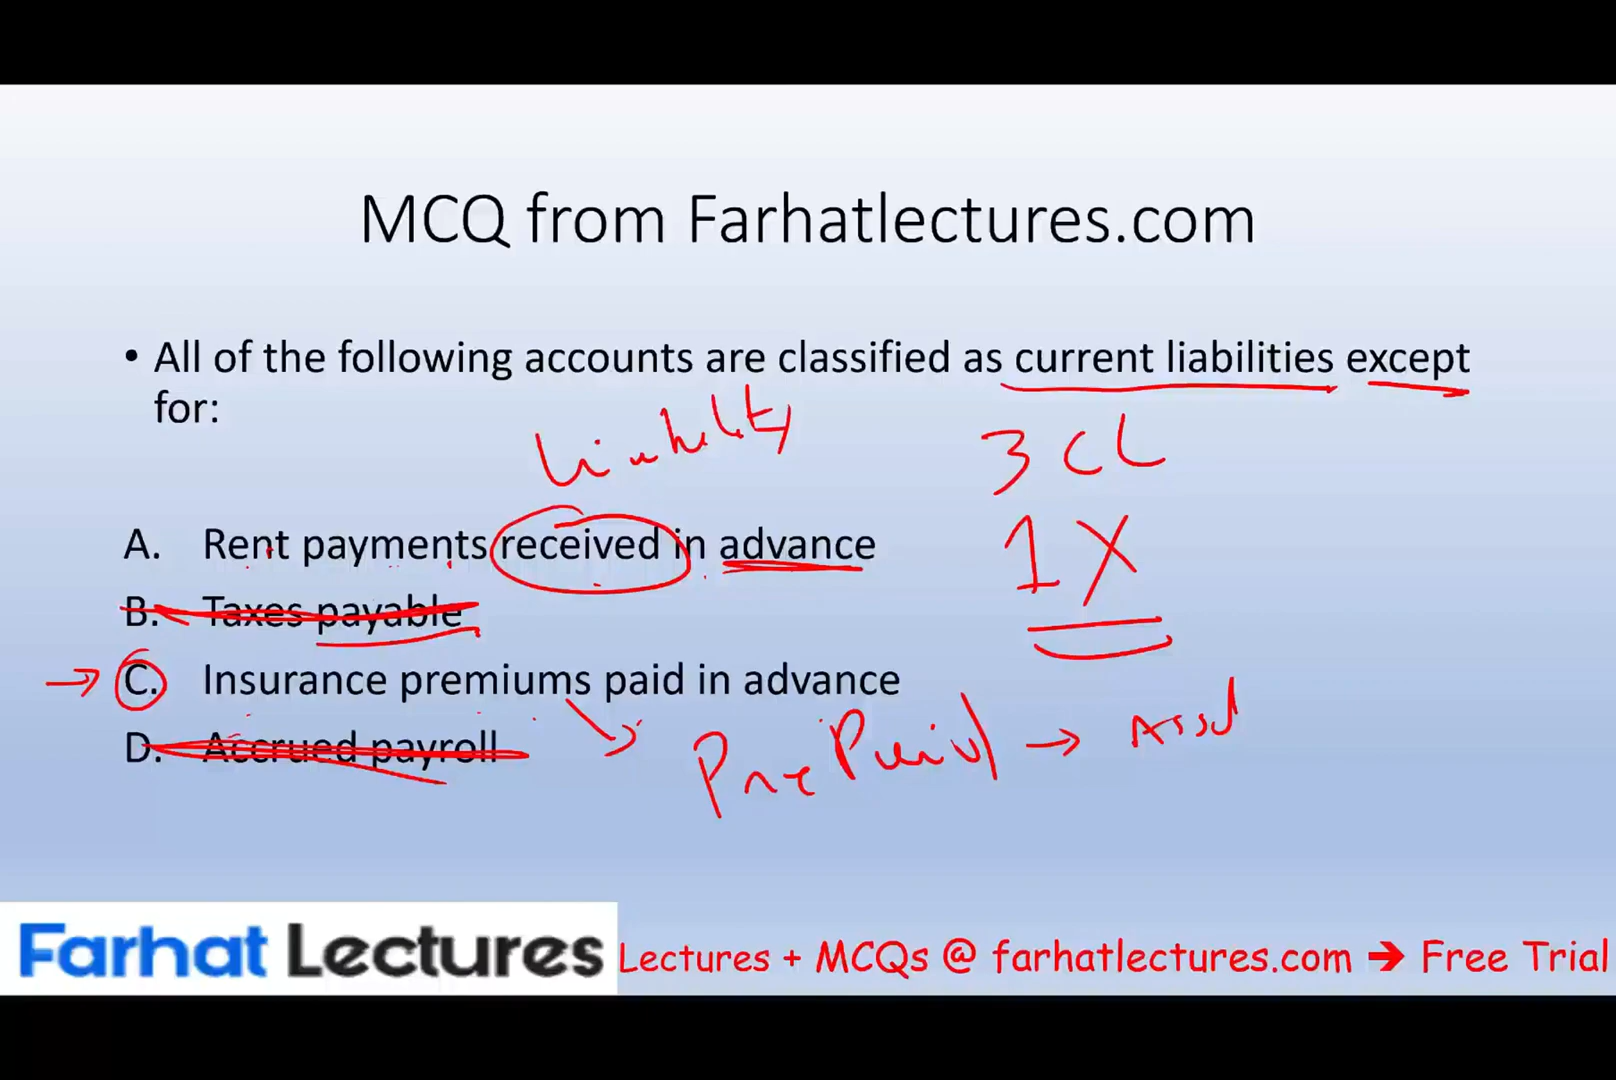 MCQ from Farhatlectures.com
• All of the following accounts are classified as current liabilities except
for:
Liability
3 CL
A. Rent payments received in advance
1 X
B. Taxes payable
C. Insurance premiums paid in advance
D. Accrued payroll
PrePaid → Asset
Farhat Lectures
Lectures + MCQs @ farhatlectures.com → Free Trial